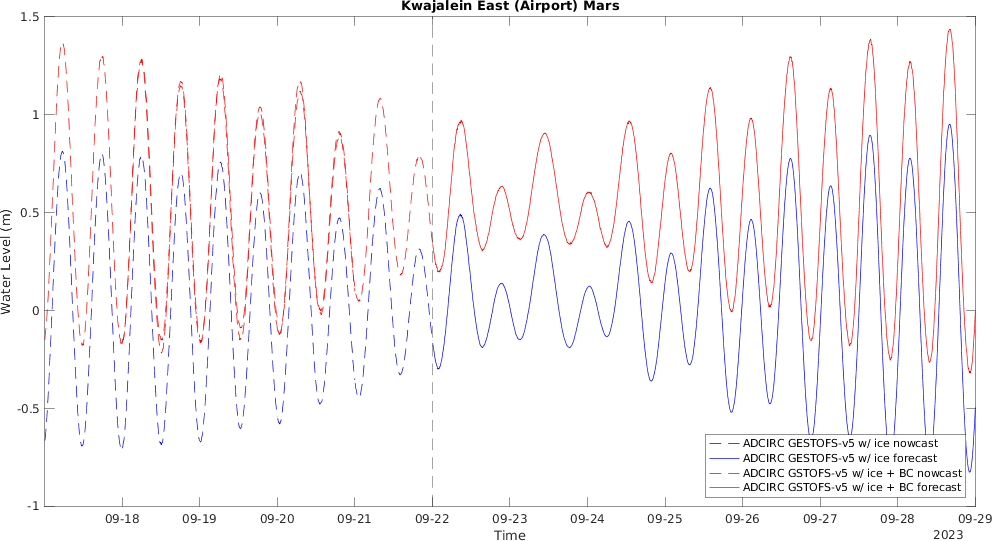 Kwajalein East (Airport) Mars
1.5
1
0.5
0
-0.5
-1
Water Level (m)
09-18
09-19
09-20
09-21
09-22
09-23
09-24
09-25
09-26
09-27
09-28
09-29
2023
Time
ADCIRC GESTOFS-v5 w/ ice nowcast
ADCIRC GESTOFS-v5 w/ ice forecast
ADCIRC GSTOFS-v5 w/ ice + BC nowcast
ADCIRC GSTOFS-v5 w/ ice + BC forecast